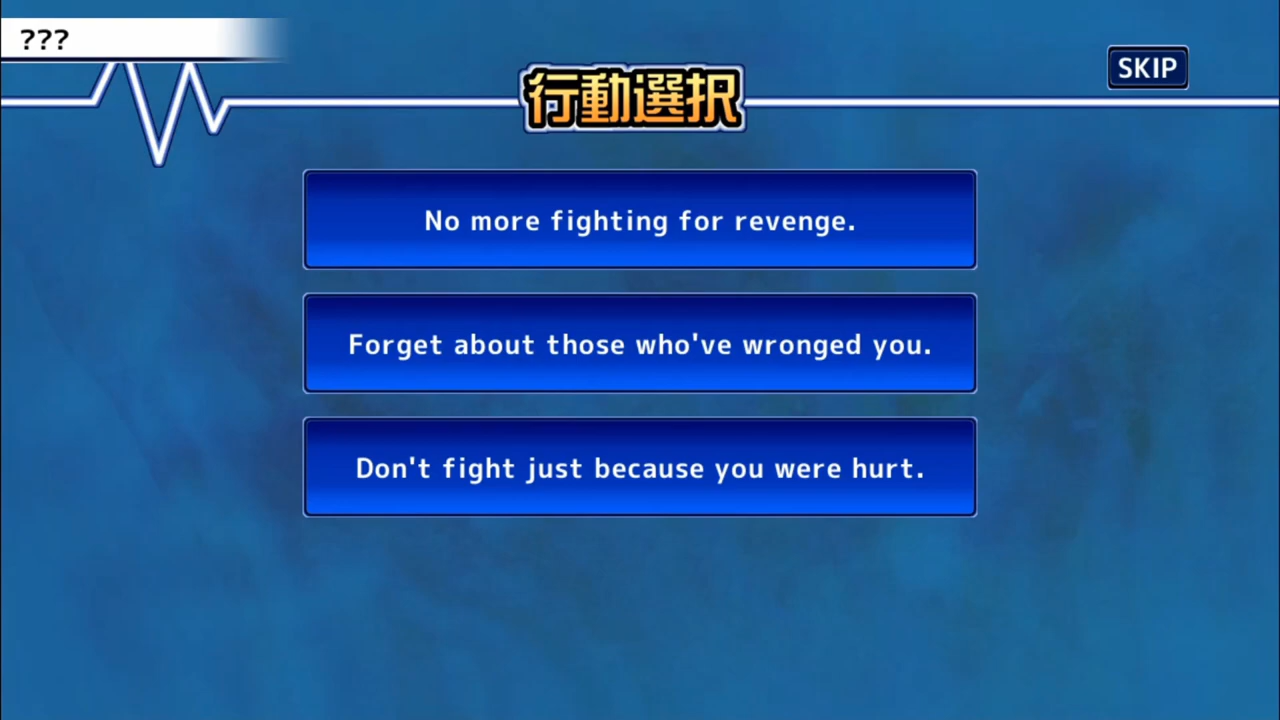 ???
SKIP
行動選択
No more fighting for revenge.
Forget about those who've wronged you.
Don't fight just because you were hurt.